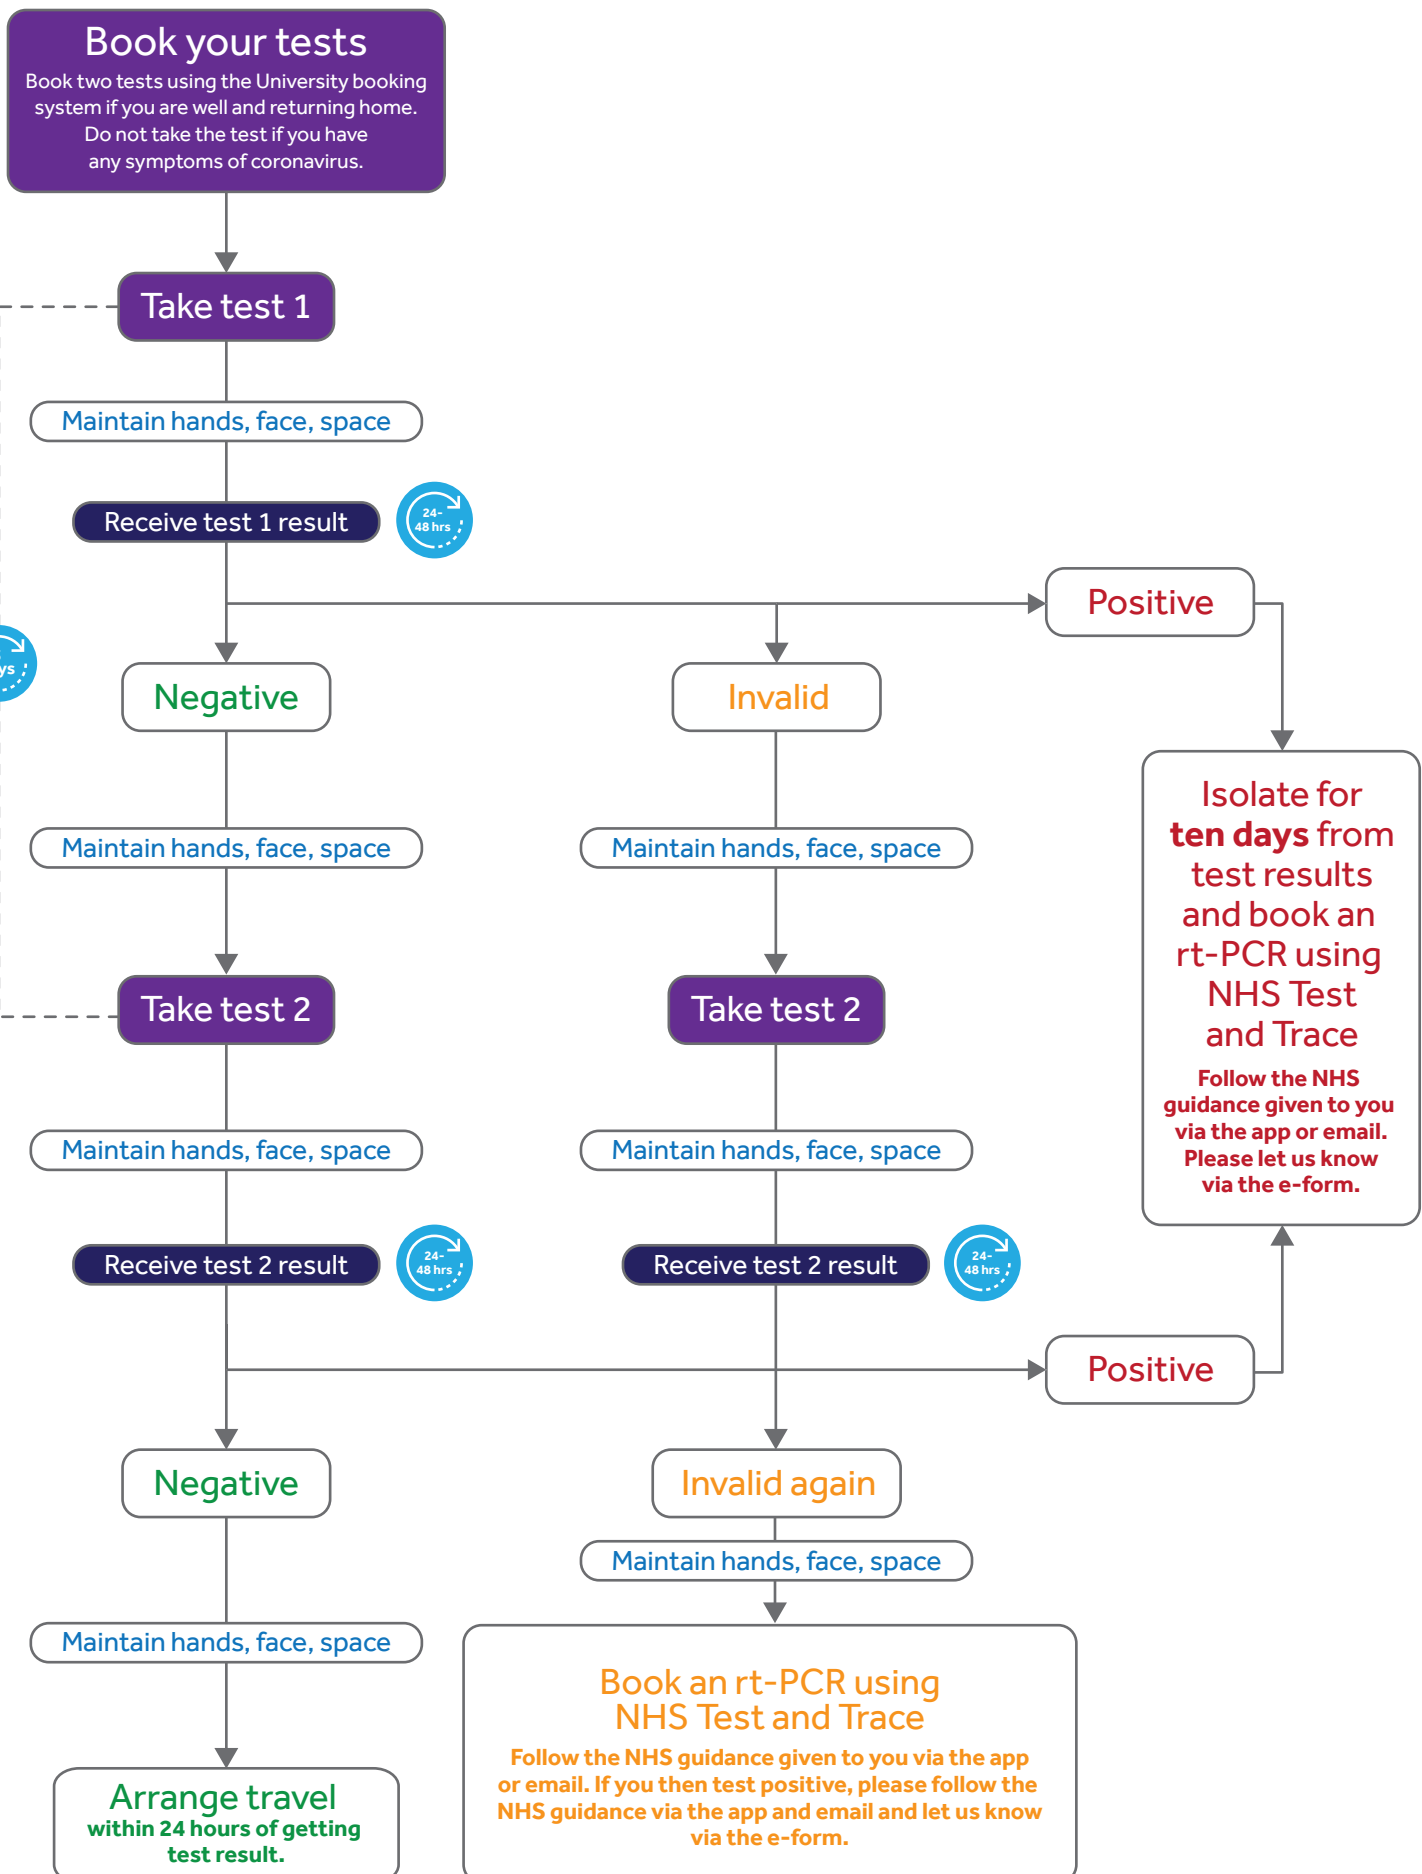 Book your tests
Book two tests using the University booking
system if you are well and returning home.
Do not take the test if you have
any symptoms of coronavirus.
Take test 1
Maintain hands, face, space
Receive test 1 result
24-
48 hrs
Positive
Negative
Invalid
Maintain hands, face, space
Maintain hands, face, space
Isolate for
ten days from
test results
and book an
rt-PCR using
NHS Test
and Trace
Follow the NHS
guidance given to you
via the app or email.
Please let us know
via the e-form.
Take test 2
Take test 2
Maintain hands, face, space
Maintain hands, face, space
Receive test 2 result
24-
48 hrs
Receive test 2 result
24-
48 hrs
Positive
Negative
Invalid again
Maintain hands, face, space
Maintain hands, face, space
Arrange travel
within 24 hours of getting
test result.
Book an rt-PCR using
NHS Test and Trace
Follow the NHS guidance given to you via the app
or email. If you then test positive, please follow the
NHS guidance via the app and email and let us know
via the e-form.